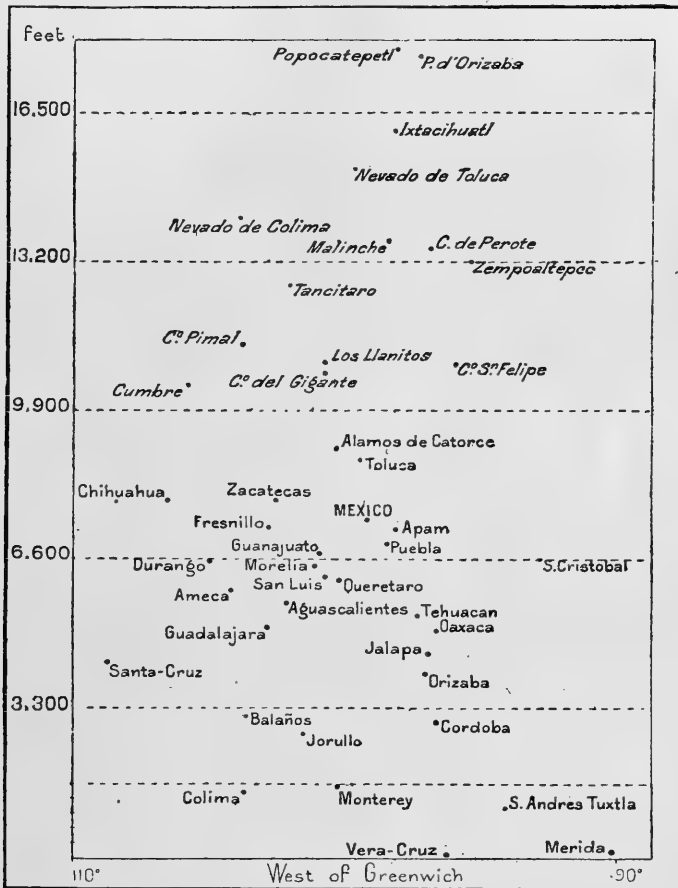 feet.
Popocatepetl
P. d'Orizaba
16.500
Ixtacihuatl
Nevado de Toluca
Nevado de Colima
Malinche
C. de Perote
13.200
Zempoaltepec
Tancitaro
Cº Pimal
Los Llanitos
Cº del Gigante
Cº Sn Felipe
Cumbre
9.900
Alamos de Catorce
Toluca
Chihuahua
Zacatecas
MEXICO
Fresnillo
Apam
Guanajuato
Puebla
6.600
Durango
Morelia
S. Cristobal
San Luis
Queretaro
Ameca
Aguascalientes
Tehuacan
Guadalajara
Oaxaca
Jalapa
Santa-Cruz
Orizaba
3.300
Balaños
Cordoba
Jorullo
Colima
Monterey
S. Andres Tuxtla
Vera-Cruz
Merida
110°
West of Greenwich
90°